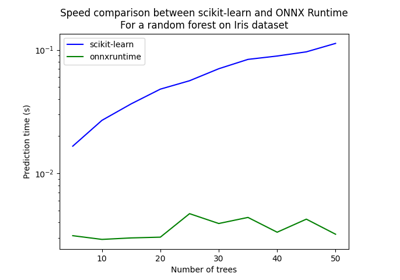 Speed comparison between scikit-learn and ONNX Runtime
For a random forest on Iris dataset
scikit-learn
onnxruntime
Prediction time (s)
10⁻¹
10⁻²
10
20
30
40
50
Number of trees